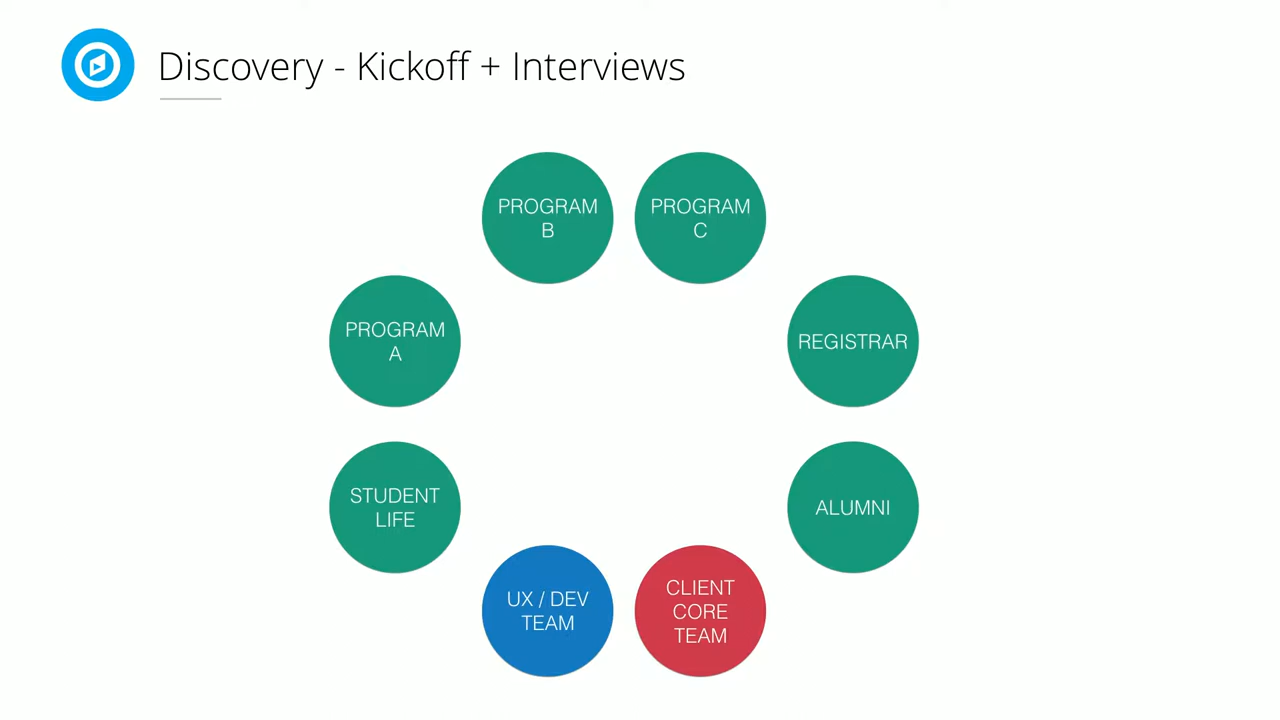 Discovery - Kickoff + Interviews
PROGRAM
B
PROGRAM
C
PROGRAM
A
REGISTRAR
STUDENT
LIFE
ALUMNI
UX / DEV
TEAM
CLIENT
CORE
TEAM